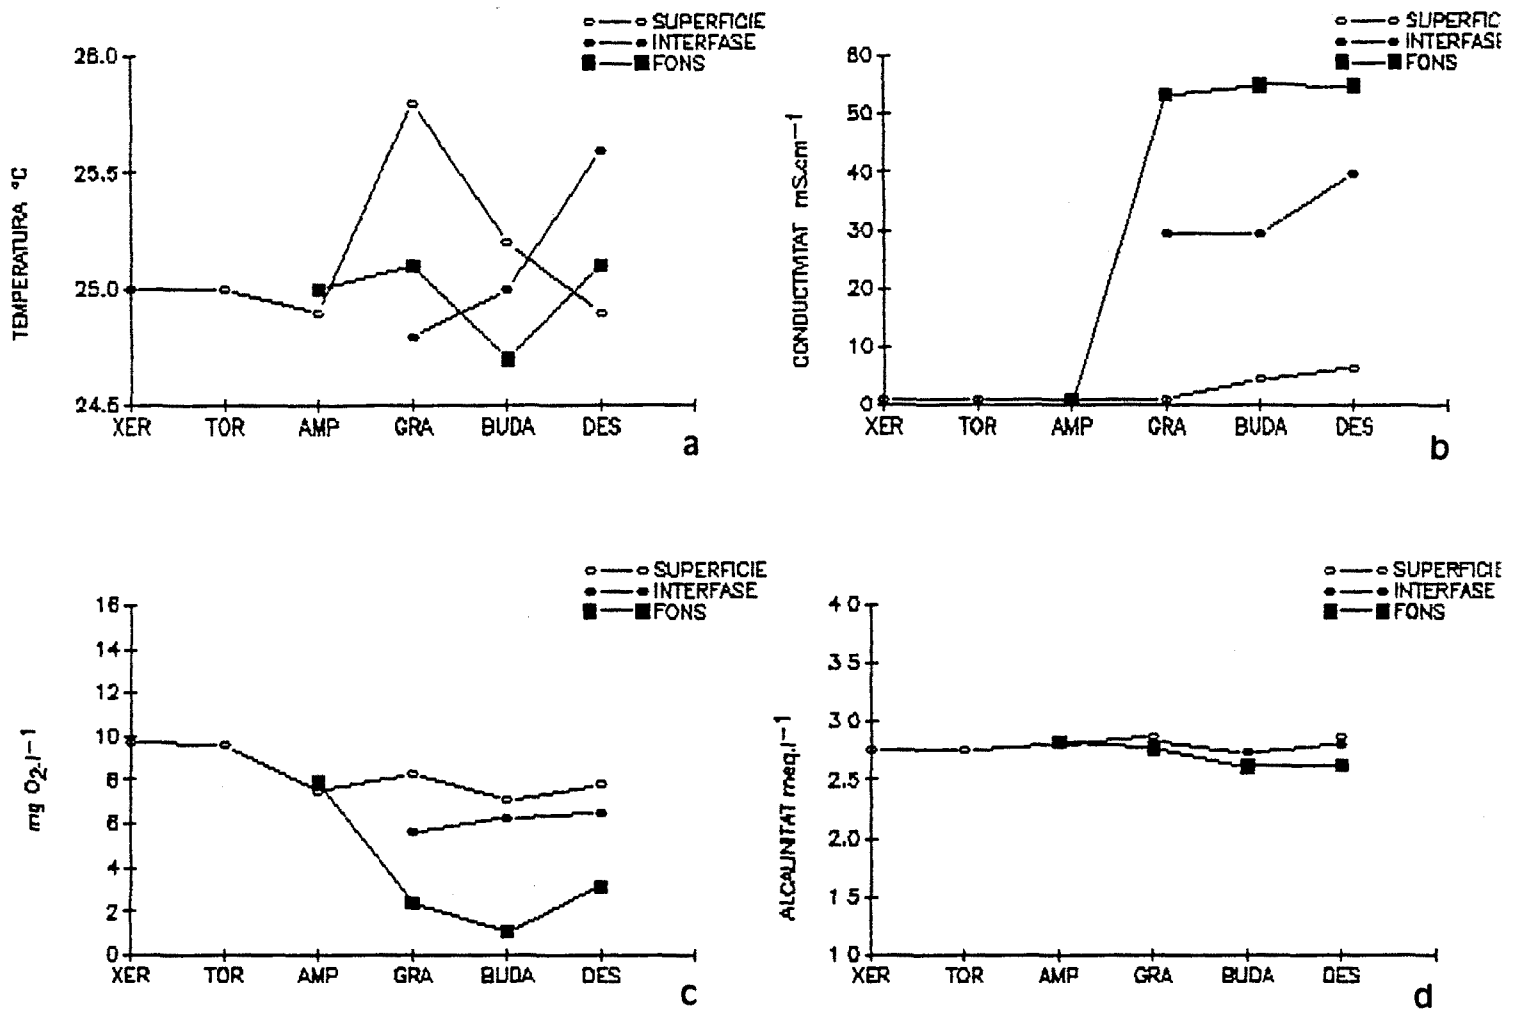 SUPERFICIE
INTERFASE
FONS
TEMPERATURA ºC
26.0
25.5
25.0
24.5
XER TOR AMP GRA BUDA DES
a
SUPERFIC
INTERFASE
FONS
CONDUCTIVITAT mS.cm-1
60
50
40
30
20
10
0
XER TOR AMP GRA BUDA DES
b
SUPERFICIE
INTERFASE
FONS
mg O2.l-1
16
14
12
10
8
6
4
2
0
XER TOR AMP GRA BUDA DES
c
SUPERFICIE
INTERFASE
FONS
ALCALINITAT meq.l-1
4 0
3 5
3 0
2.5
2.0
1 5
1 0
XER TOR AMP GRA BUDA DES
d